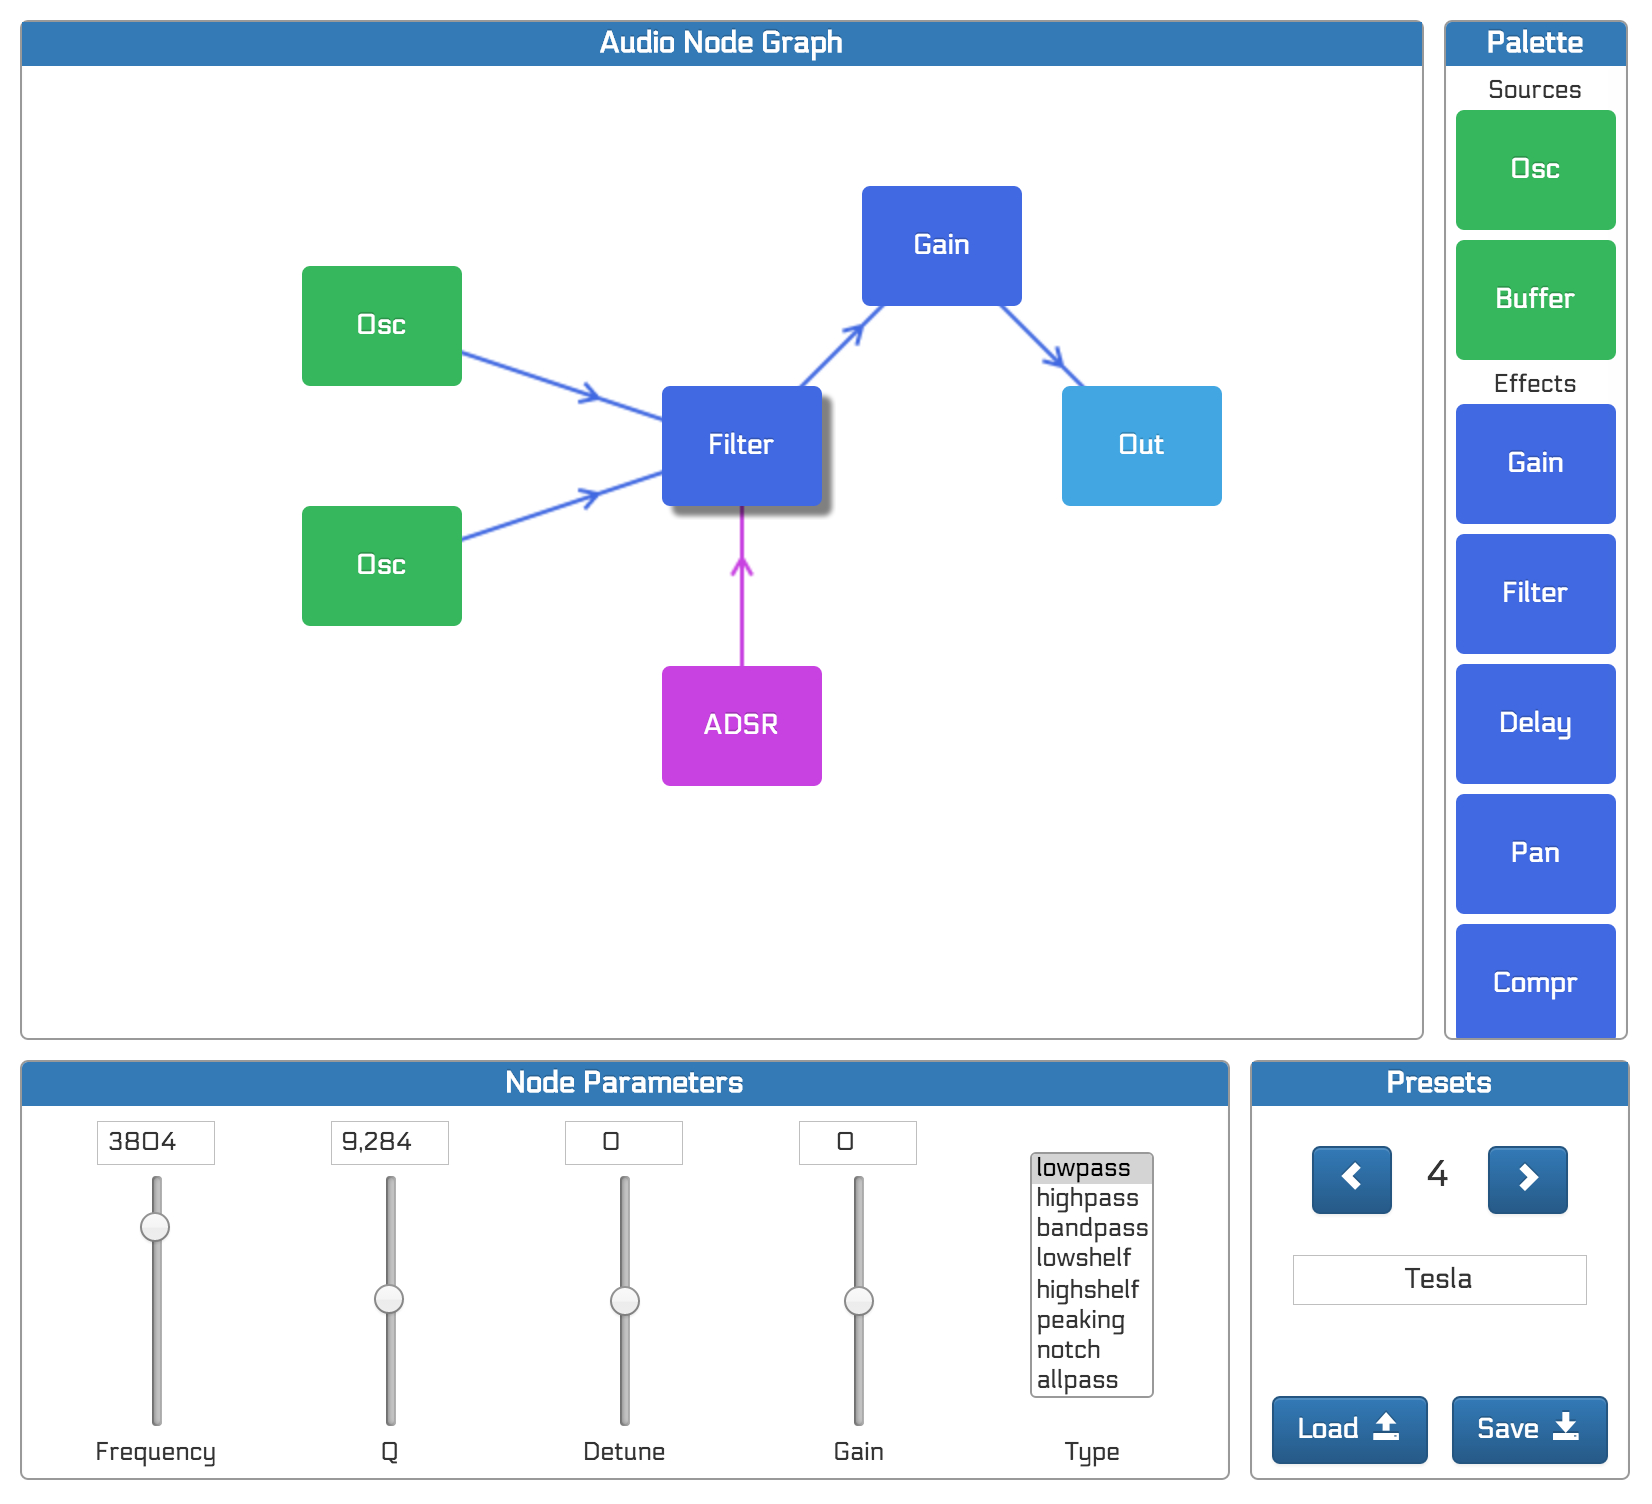 Audio Node Graph
Gain
Osc
Filter
Out
Osc
ADSR
Palette
Sources
Osc
Buffer
Effects
Gain
Filter
Delay
Pan
Compr
Node Parameters
3804
9,284
0
0
lowpass
highpass
bandpass
lowshelf
highshelf
peaking
notch
allpass
Frequency
Q
Detune
Gain
Type
Presets
4
Tesla
Load
Save